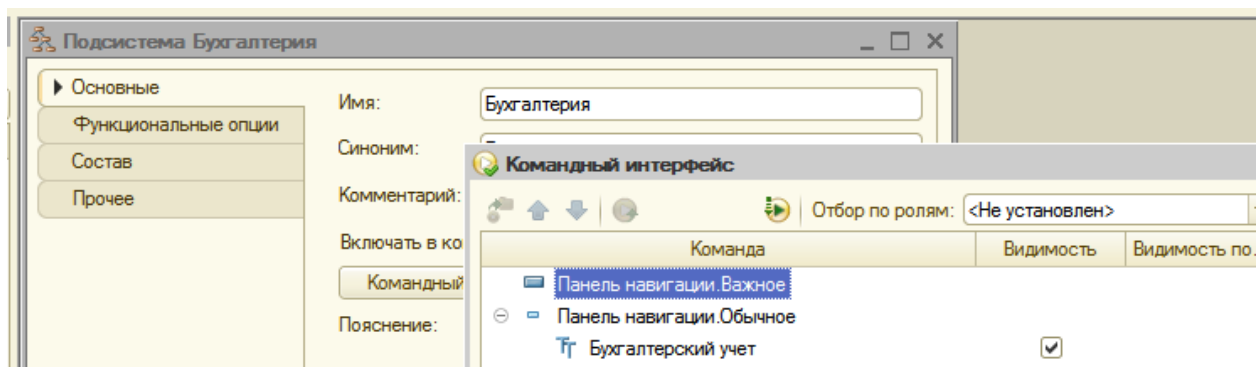 Подсистема Бухгалтерия
Основные
Функциональные опции
Состав
Прочее
Имя:
Бухгалтерия
Синоним:
Комментарий:
Включать в ко
Командный
Пояснение:
Командный интерфейс
Отбор по ролям: <Не установлен>
Команда Видимость Видимость по.
Панель навигации.Важное
Панель навигации.Обычное
Бухгалтерский учет